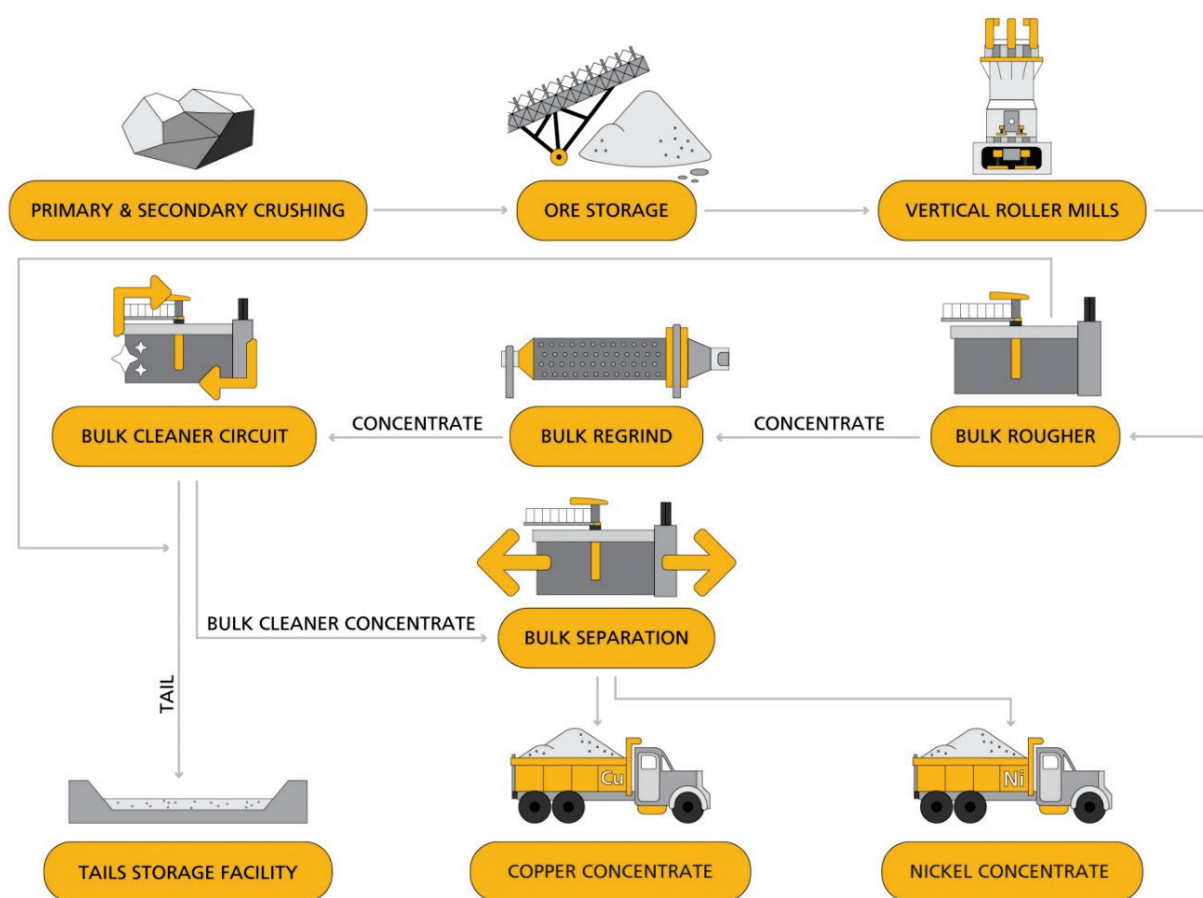 PRIMARY & SECONDARY CRUSHING
ORE STORAGE
VERTICAL ROLLER MILLS
BULK CLEANER CIRCUIT
CONCENTRATE
BULK REGRIND
CONCENTRATE
BULK ROUGHER
BULK CLEANER CONCENTRATE
BULK SEPARATION
TAIL
Cu
Ni
TAILS STORAGE FACILITY
COPPER CONCENTRATE
NICKEL CONCENTRATE